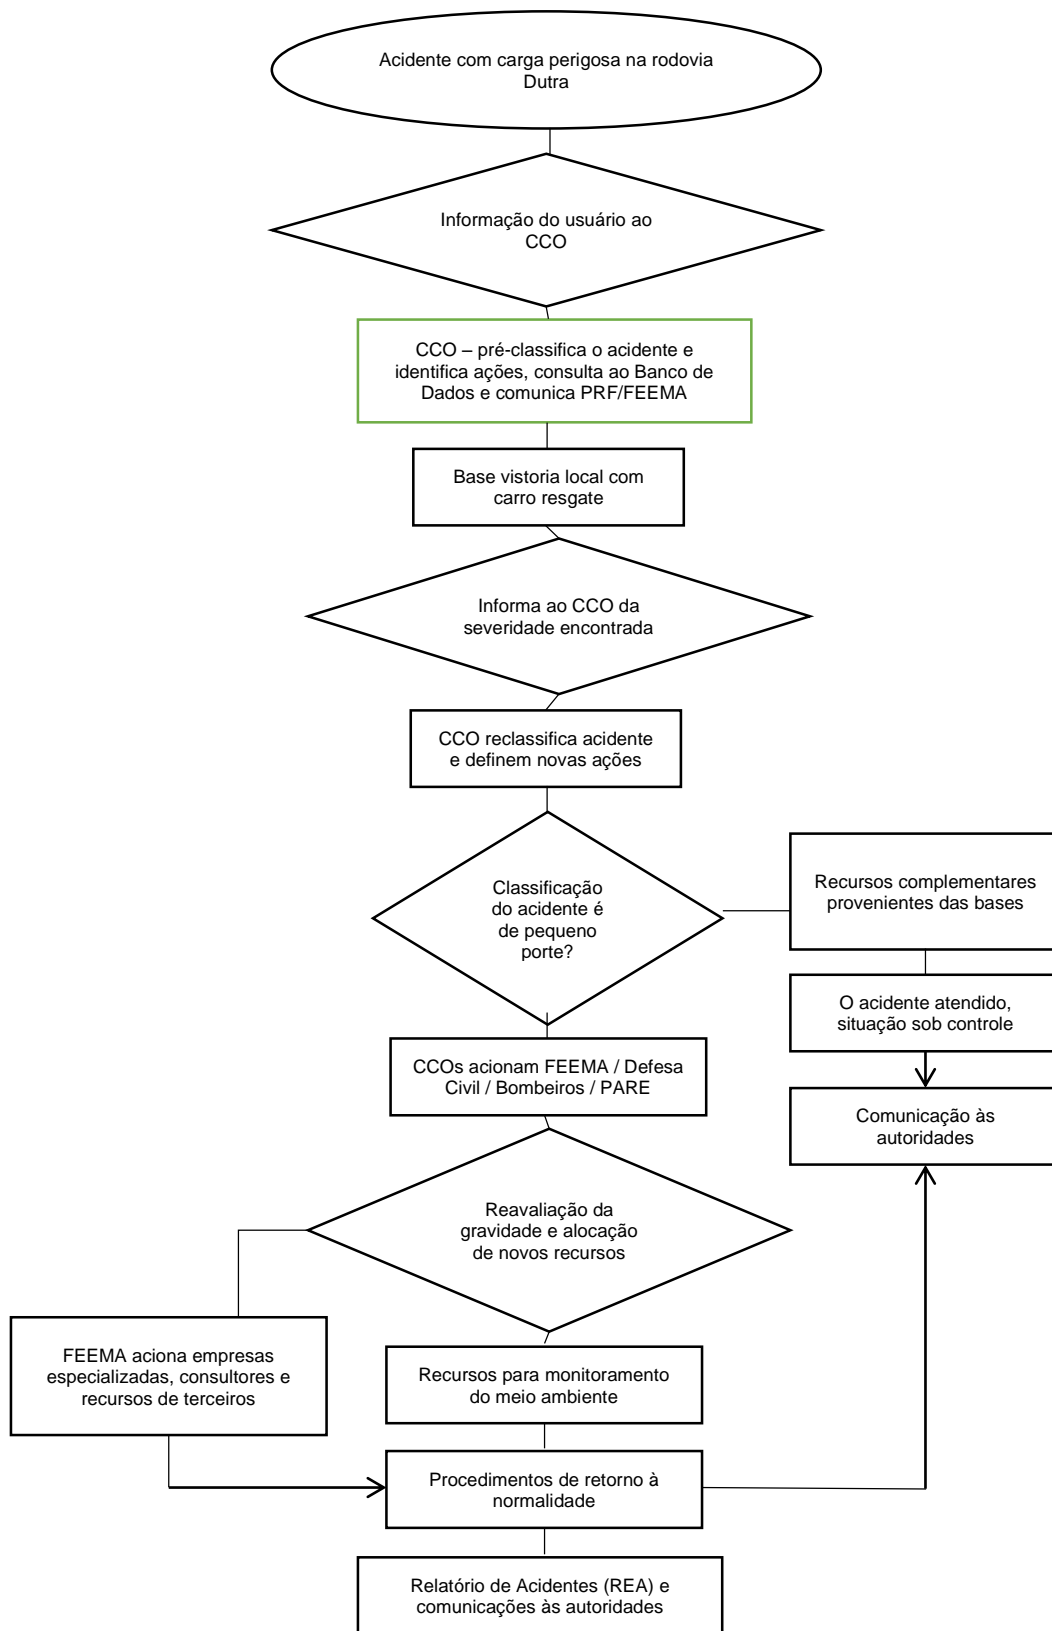 Acidente com carga perigosa na rodovia
Dutra
Informação do usuário ao
CCO
CCO – pré-classifica o acidente e
identifica ações, consulta ao Banco de
Dados e comunica PRF/FEEMA
Base vistoria local com
carro resgate
Informa ao CCO da
severidade encontrada
CCO reclassifica acidente
e definem novas ações
Classificação
do acidente é
de pequeno
porte?
Recursos complementares
provenientes das bases
O acidente atendido,
situação sob controle
Comunicação às
autoridades
CCOs acionam FEEMA / Defesa
Civil / Bombeiros / PARE
Reavaliação da
gravidade e alocação
de novos recursos
FEEMA aciona empresas
especializadas, consultores e
recursos de terceiros
Recursos para monitoramento
do meio ambiente
Procedimentos de retorno à
normalidade
Relatório de Acidentes (REA) e
comunicações às autoridades